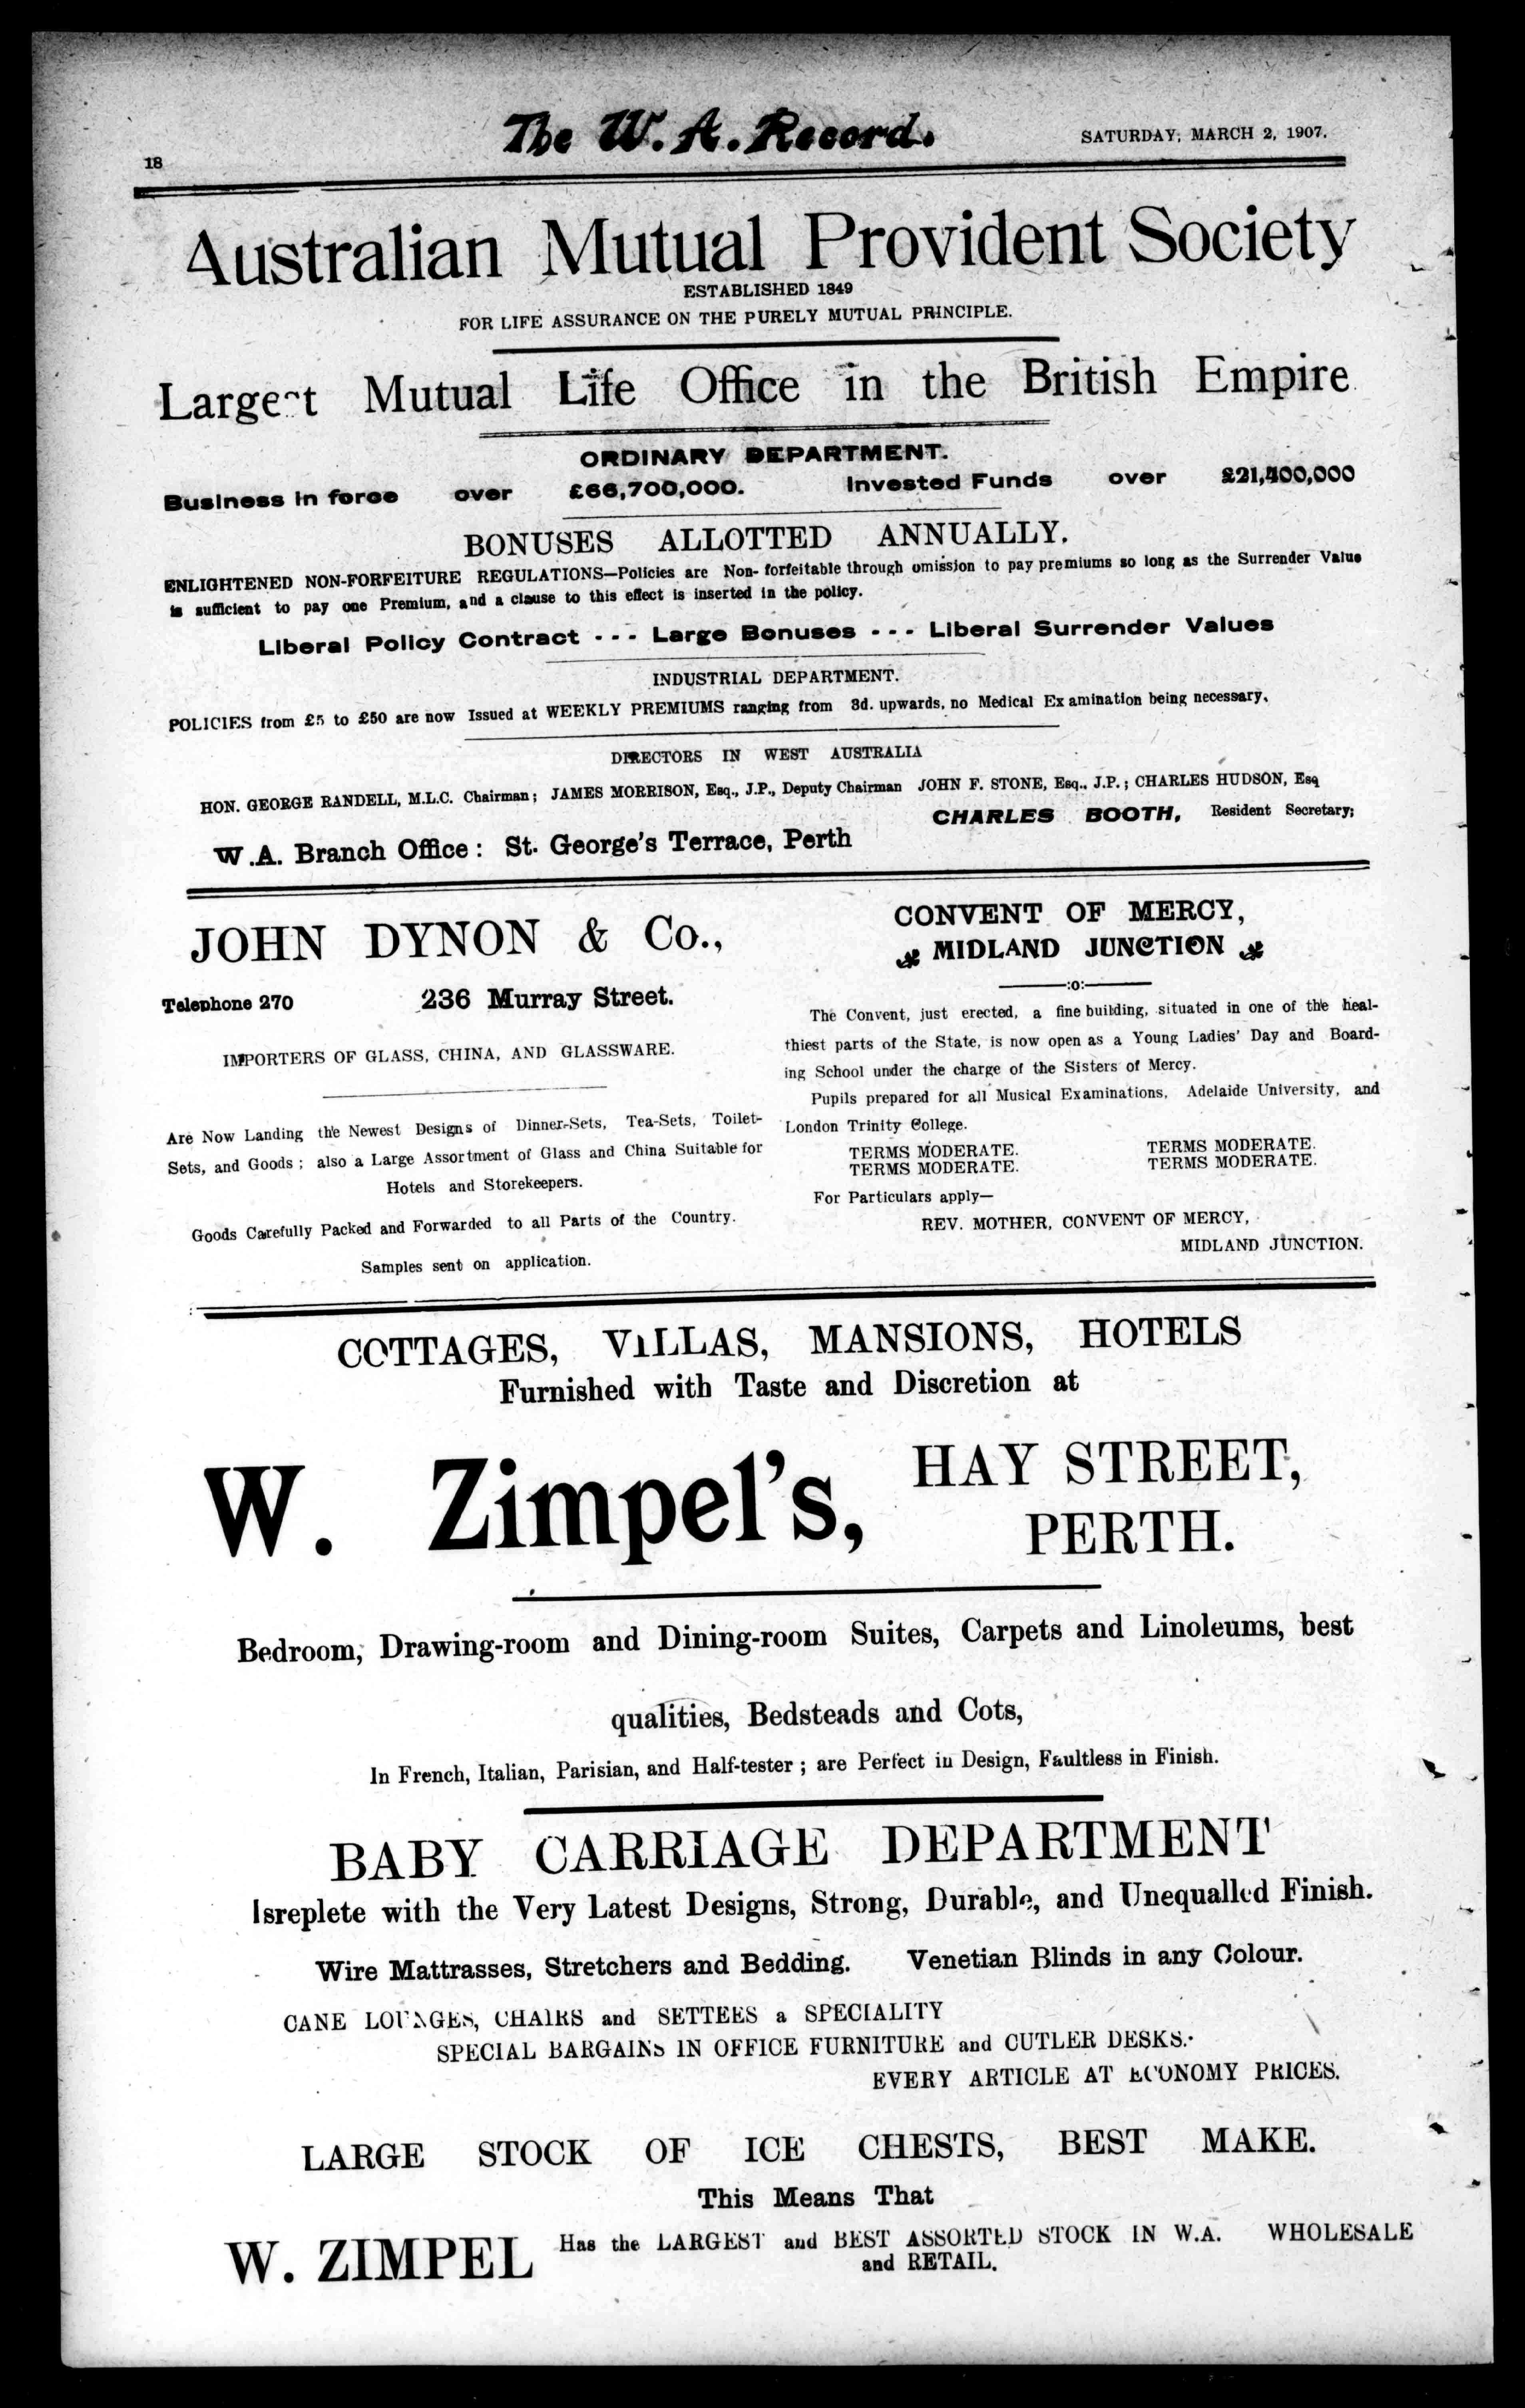 The W. A. Record.
SATURDAY, MARCH 2, 1907.
18
Australian Mutual Provident Society
ESTABLISHED 1849
FOR LIFE ASSURANCE ON THE PURELY MUTUAL PRINCIPLE.
Largest Mutual Life Office in the British Empire
ORDINARY DEPARTMENT.
Business in force over £66,700,000. Invested Funds over £21,400,000
BONUSES ALLOTTED ANNUALLY.
ENLIGHTENED NON-FORFEITURE REGULATIONS—Policies are Non- forfeitable through omission to pay premiums so long as the Surrender Value
is sufficient to pay one Premium, and a clause to this effect is inserted in the policy.
Liberal Policy Contract - - - Large Bonuses - - - Liberal Surrender Values
INDUSTRIAL DEPARTMENT.
POLICIES from £5 to £50 are now Issued at WEEKLY PREMIUMS ranging from 3d. upwards, no Medical Examination being necessary.
DIRECTORS IN WEST AUSTRALIA
HON. GEORGE RANDELL, M.L.C. Chairman; JAMES MORRISON, Esq., J.P., Deputy Chairman JOHN F. STONE, Esq., J.P.; CHARLES HUDSON, Esq
CHARLES BOOTH, Resident Secretary;
W.A. Branch Office: St. George's Terrace, Perth
JOHN DYNON & Co.,
Telephone 270 236 Murray Street.
IMPORTERS OF GLASS, CHINA, AND GLASSWARE.
Are Now Landing the Newest Designs of Dinner-Sets, Tea-Sets, Toilet-
Sets, and Goods; also a Large Assortment of Glass and China Suitable for
Hotels and Storekeepers.
Goods Carefully Packed and Forwarded to all Parts of the Country.
Samples sent on application.
CONVENT OF MERCY,
MIDLAND JUNCTION
:o:
The Convent, just erected, a fine building, situated in one of the heal-
thiest parts of the State, is now open as a Young Ladies' Day and Board-
ing School under the charge of the Sisters of Mercy.
Pupils prepared for all Musical Examinations, Adelaide University, and
London Trinity College.
TERMS MODERATE. TERMS MODERATE.
TERMS MODERATE. TERMS MODERATE.
For Particulars apply—
REV. MOTHER, CONVENT OF MERCY,
MIDLAND JUNCTION.
COTTAGES, VILLAS, MANSIONS, HOTELS
Furnished with Taste and Discretion at
W. Zimpel's, HAY STREET,
PERTH.
Bedroom, Drawing-room and Dining-room Suites, Carpets and Linoleums, best
qualities, Bedsteads and Cots,
In French, Italian, Parisian, and Half-tester; are Perfect in Design, Faultless in Finish.
BABY CARRIAGE DEPARTMENT
Isreplete with the Very Latest Designs, Strong, Durable, and Unequalled Finish.
Wire Mattrasses, Stretchers and Bedding. Venetian Blinds in any Colour.
CANE LOUNGES, CHAIRS and SETTEES a SPECIALITY
SPECIAL BARGAINS IN OFFICE FURNITURE and CUTLER DESKS.
EVERY ARTICLE AT ECONOMY PRICES.
LARGE STOCK OF ICE CHESTS, BEST MAKE.
This Means That
W. ZIMPEL Has the LARGEST and BEST ASSORTED STOCK IN W.A. WHOLESALE
and RETAIL.